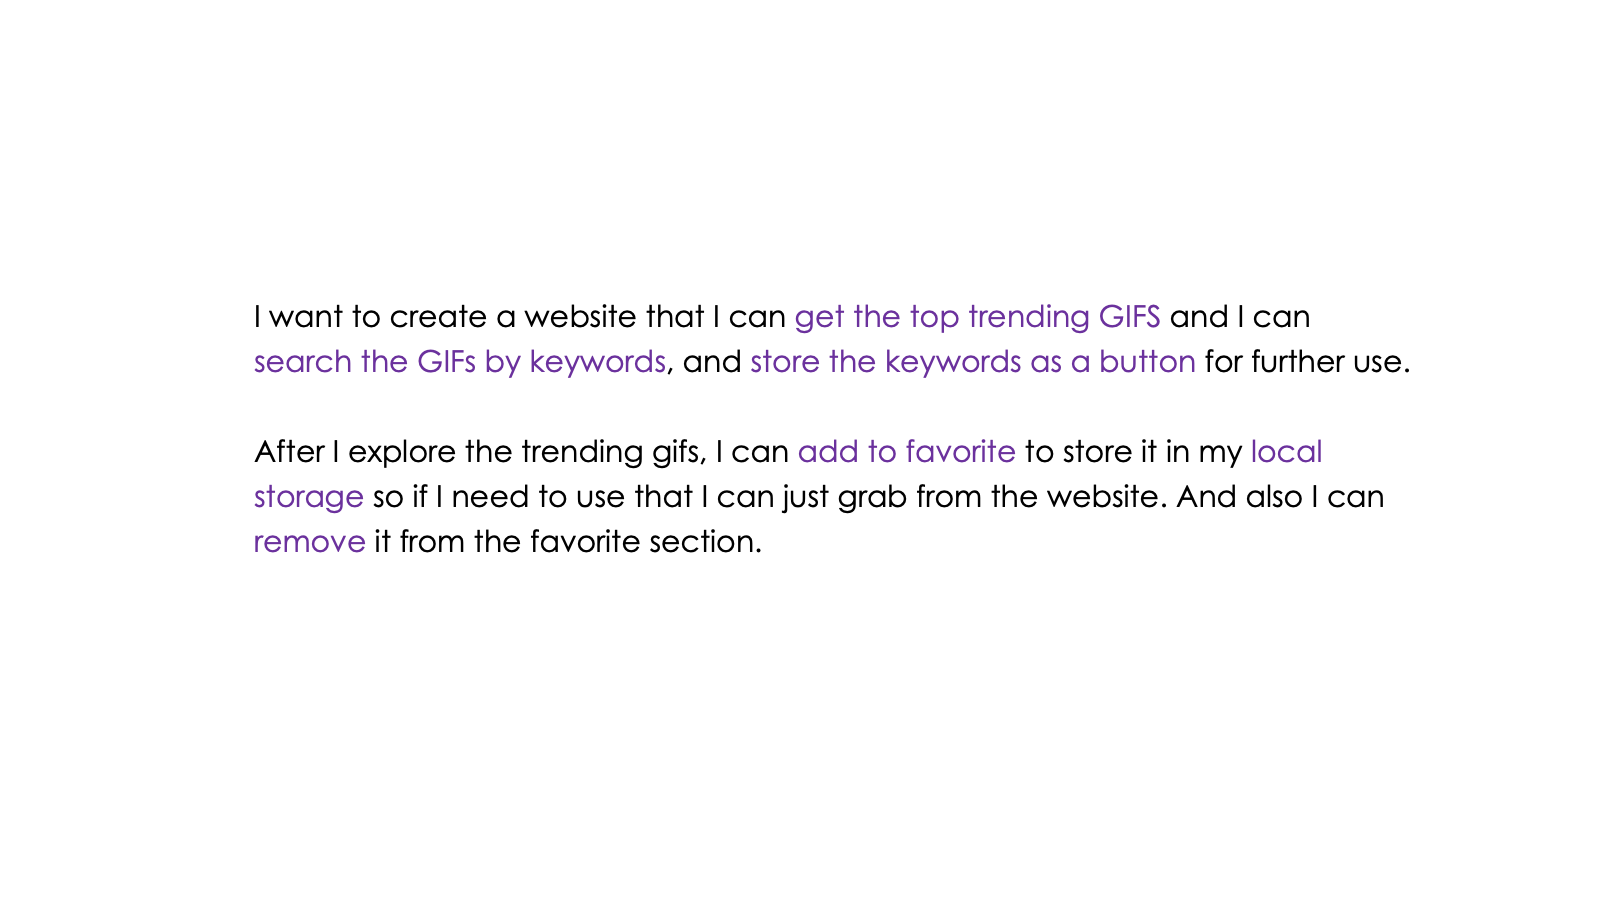 I want to create a website that I can get the top trending GIFS and I can
search the GIFs by keywords, and store the keywords as a button for further use.
After I explore the trending gifs, I can add to favorite to store it in my local
storage so if I need to use that I can just grab from the website. And also I can
remove it from the favorite section.